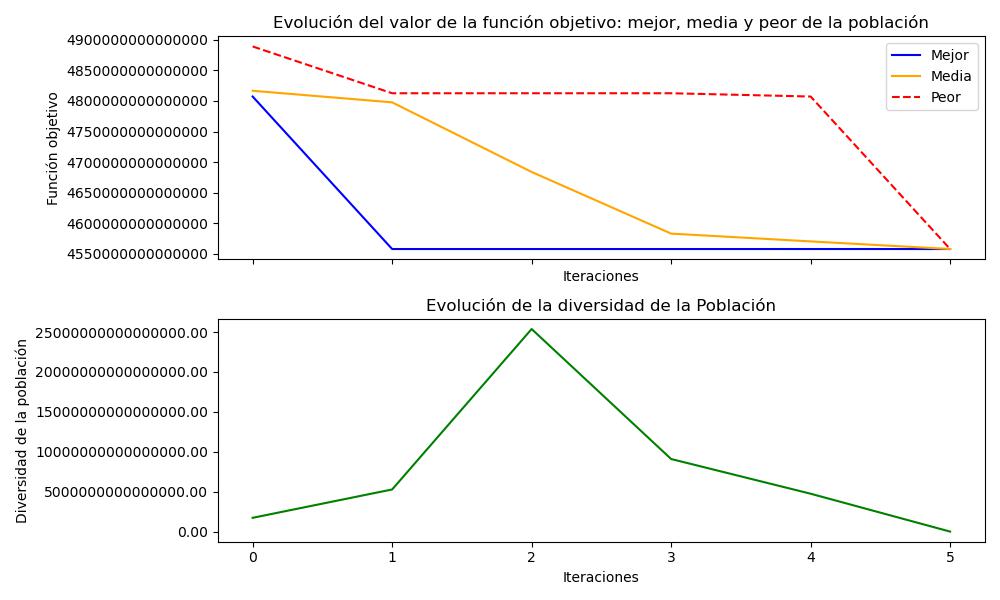 Evolución del valor de la función objetivo: mejor, media y peor de la población
4900000000000000
4850000000000000
4800000000000000
4750000000000000
4700000000000000
4650000000000000
4600000000000000
4550000000000000
Función objetivo
Mejor
Media
Peor
Iteraciones
Evolución de la diversidad de la Población
25000000000000000.00
20000000000000000.00
15000000000000000.00
10000000000000000.00
5000000000000000.00
0.00
Diversidad de la población
0 1 2 3 4 5
Iteraciones